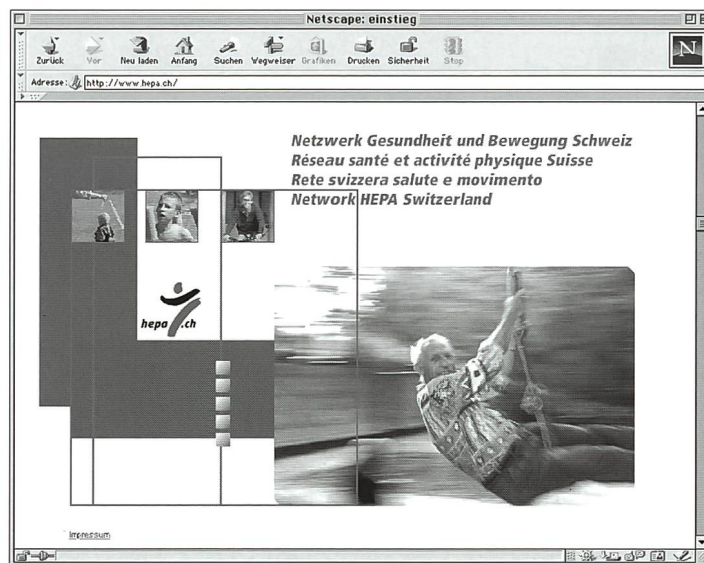 Netscape: einstieg
Zurück Vor Neu laden Anfang Suchen Wegweiser Grafiken Drucken Sicherheit Stop
N
Adresse: http://www.hepa.ch/
Netzwerk Gesundheit und Bewegung Schweiz
Réseau santé et activité physique Suisse
Rete svizzera salute e movimento
Network HEPA Switzerland
hepa.ch
Impressum